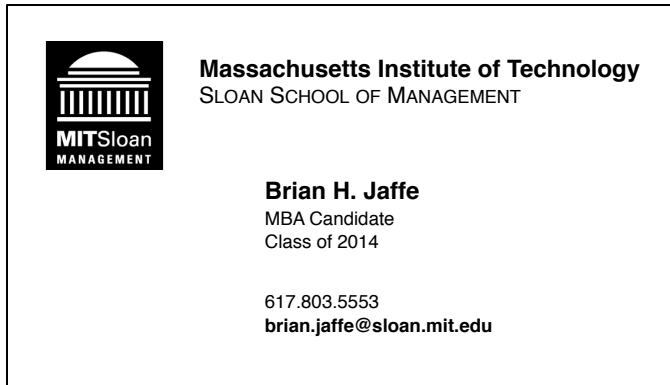 MITSloan
MANAGEMENT
Massachusetts Institute of Technology
SLOAN SCHOOL OF MANAGEMENT
Brian H. Jaffe
MBA Candidate
Class of 2014
617.803.5553
brian.jaffe@sloan.mit.edu